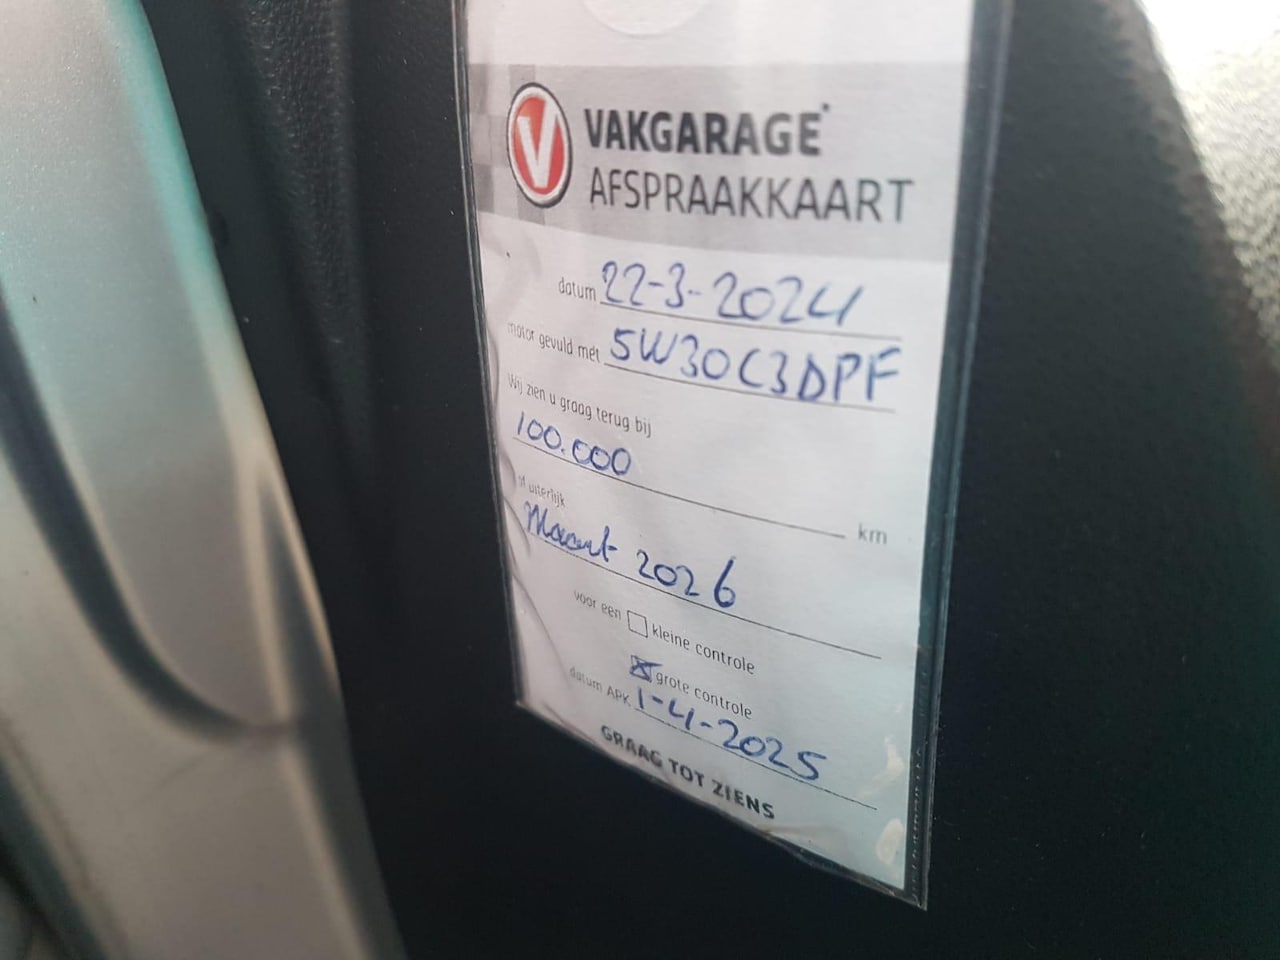 V VAKGARAGE
AFSPRAAKKAART
datum 22-3-2024
motor gevuld met 5W30C3DPF
Wij zien u graag terug bij
100.000 km
of uiterlijk
Maart 2026
voor een kleine controle
grote controle
datum APK 1-4-2025
GRAAG TOT ZIENS